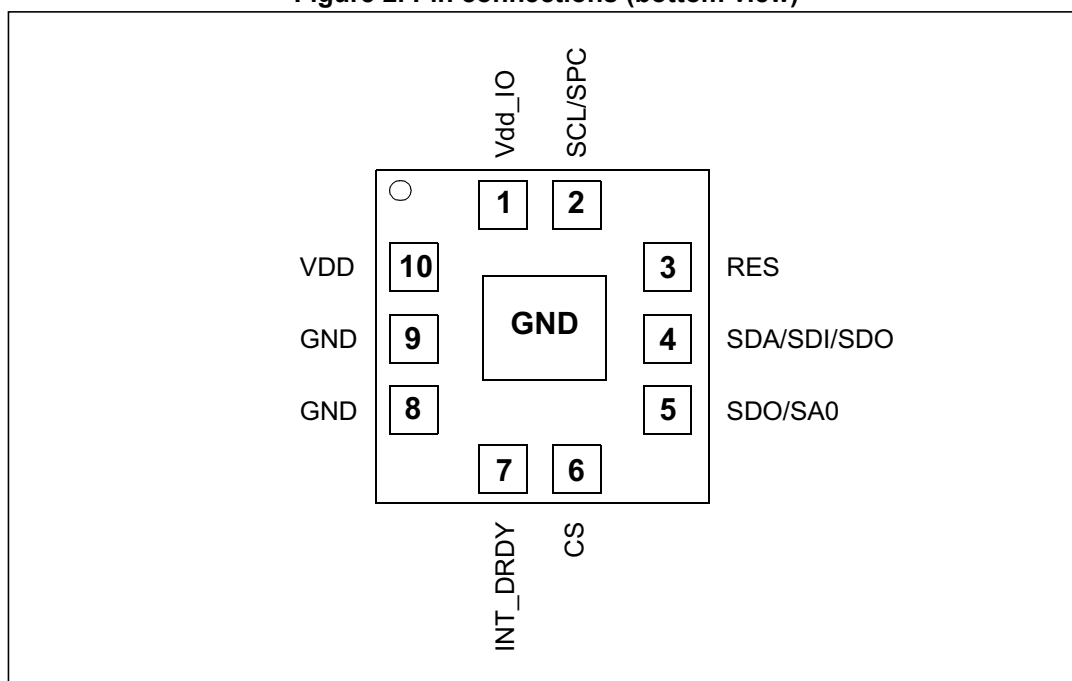 Figure 2. Pin connections (bottom view)
Vdd_IO
SCL/SPC
1
2
VDD
10
3
RES
GND
9
GND
4
SDA/SDI/SDO
GND
8
5
SDO/SA0
7
6
INT_DRDY
CS